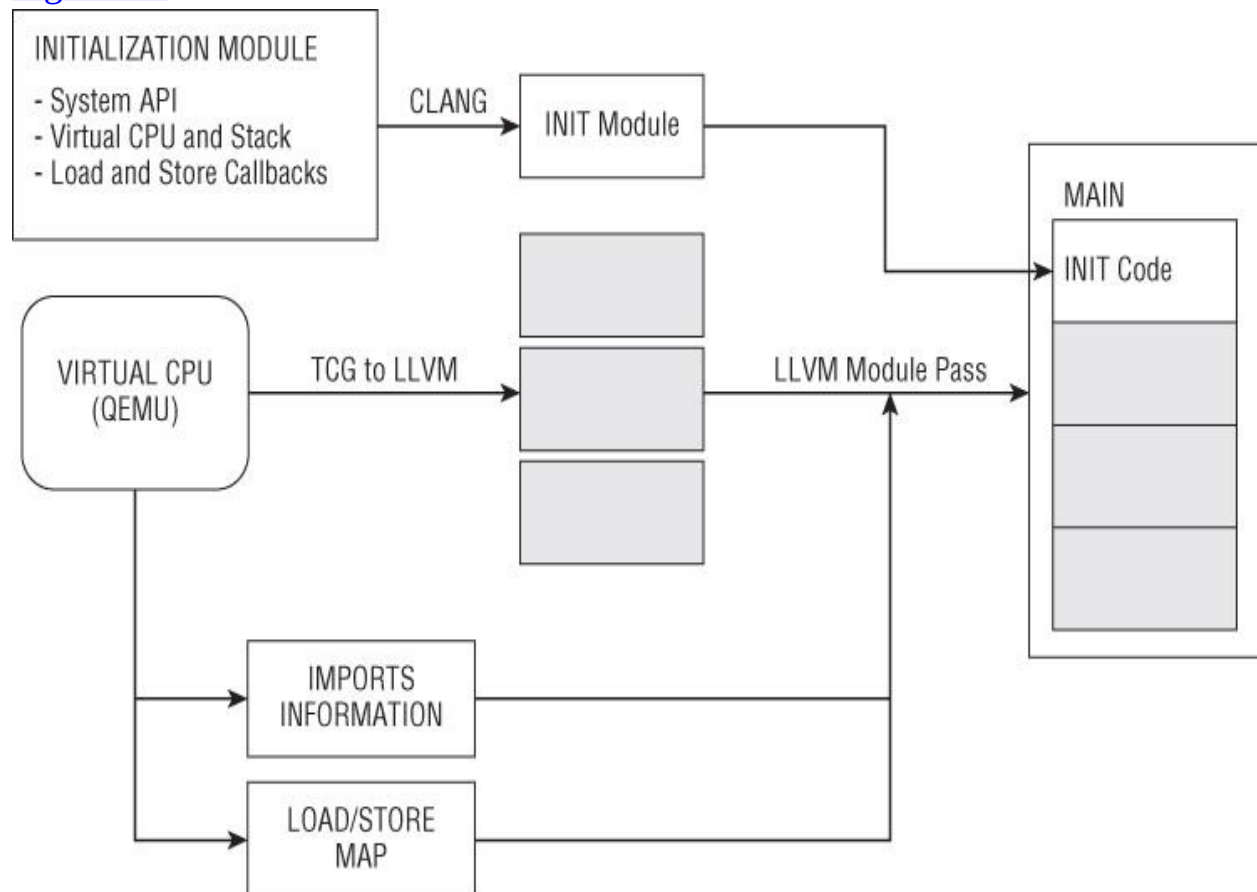 INITIALIZATION MODULE
- System API
- Virtual CPU and Stack
- Load and Store Callbacks
CLANG
INIT Module
MAIN
INIT Code
VIRTUAL CPU
(QEMU)
TCG to LLVM
LLVM Module Pass
IMPORTS
INFORMATION
LOAD/STORE
MAP